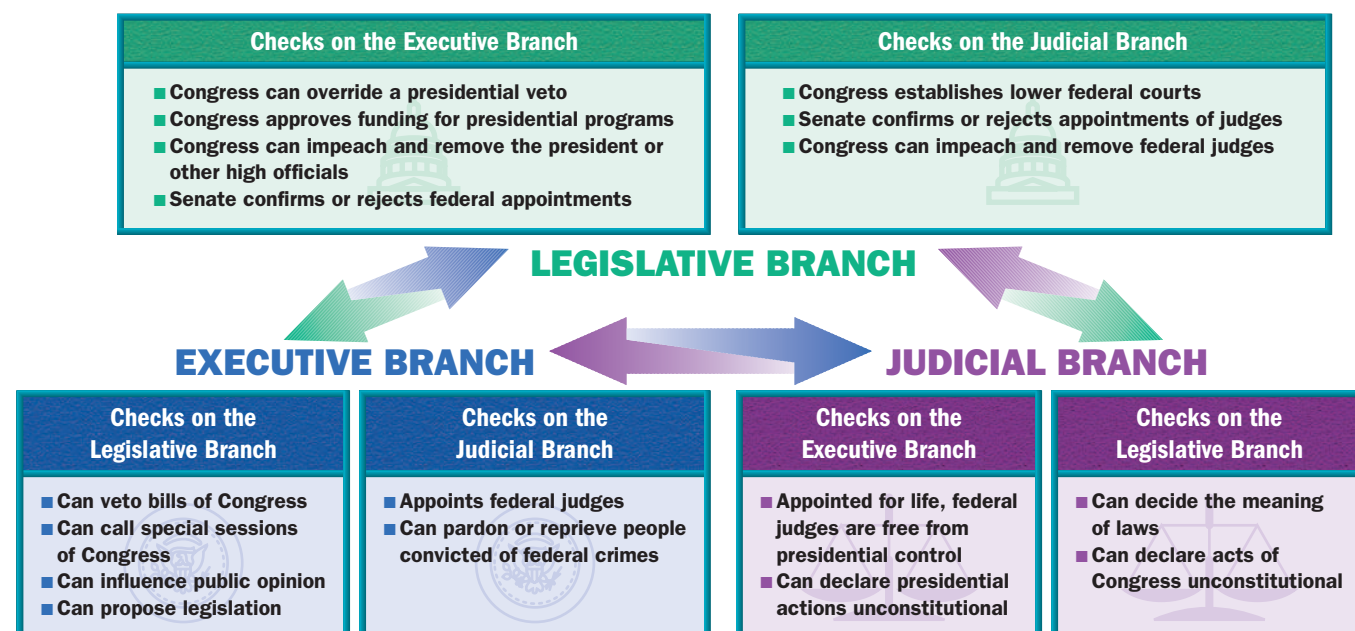 Checks on the Executive Branch
■ Congress can override a presidential veto
■ Congress approves funding for presidential programs
■ Congress can impeach and remove the president or
other high officials
■ Senate confirms or rejects federal appointments
Checks on the Judicial Branch
■ Congress establishes lower federal courts
■ Senate confirms or rejects appointments of judges
■ Congress can impeach and remove federal judges
LEGISLATIVE BRANCH
EXECUTIVE BRANCH
JUDICIAL BRANCH
Checks on the
Legislative Branch
■ Can veto bills of Congress
■ Can call special sessions
of Congress
■ Can influence public opinion
■ Can propose legislation
Checks on the
Judicial Branch
■ Appoints federal judges
■ Can pardon or reprieve people
convicted of federal crimes
Checks on the
Executive Branch
■ Appointed for life, federal
judges are free from
presidential control
■ Can declare presidential
actions unconstitutional
Checks on the
Legislative Branch
■ Can decide the meaning
of laws
■ Can declare acts of
Congress unconstitutional